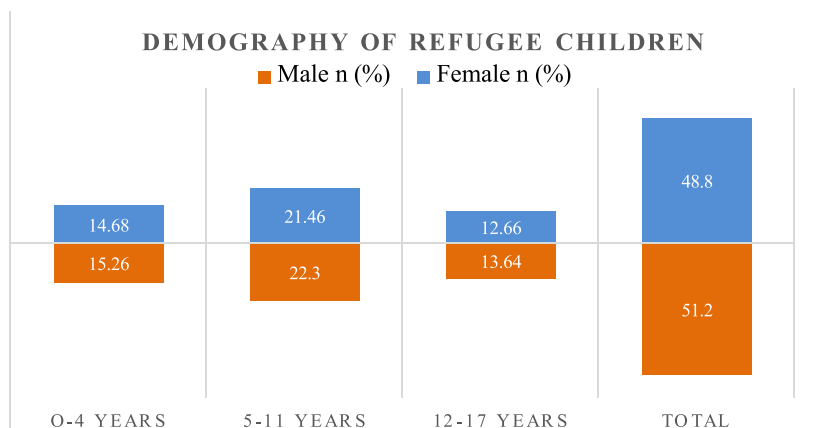 DEMOGRAPHY OF REFUGEE CHILDREN
Male n (%) Female n (%)
14.68 21.46 12.66 48.8
15.26 22.3 13.64 51.2
O-4 YEARS 5-11 YEARS 12-17 YEARS TOTAL